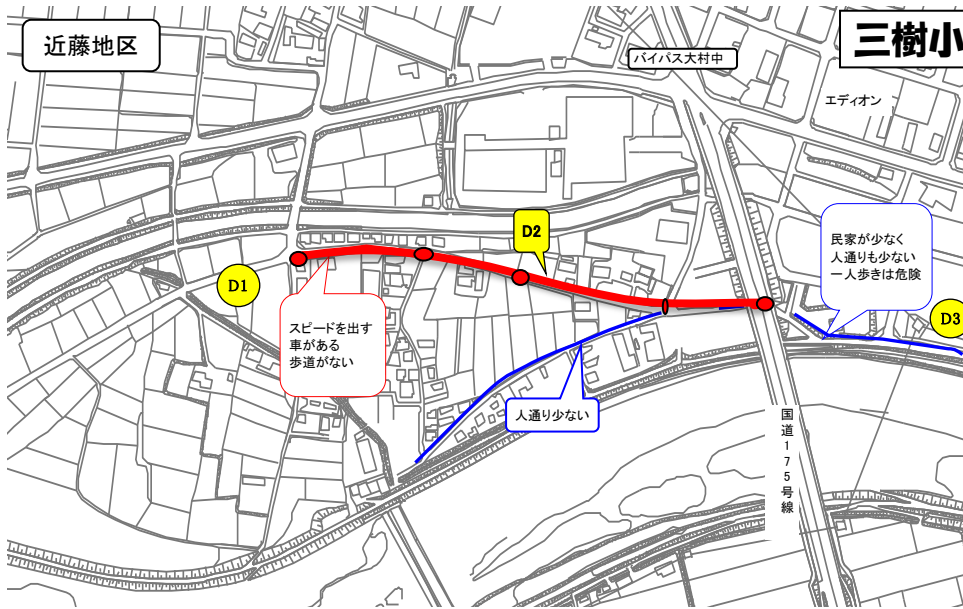 近藤地区
三樹小
バイパス大村中
エディオン
D2
民家が少なく
人通りも少ない
一人歩きは危険
D1
D3
スピードを出す
車がある
歩道がない
人通り少ない
国道175号線